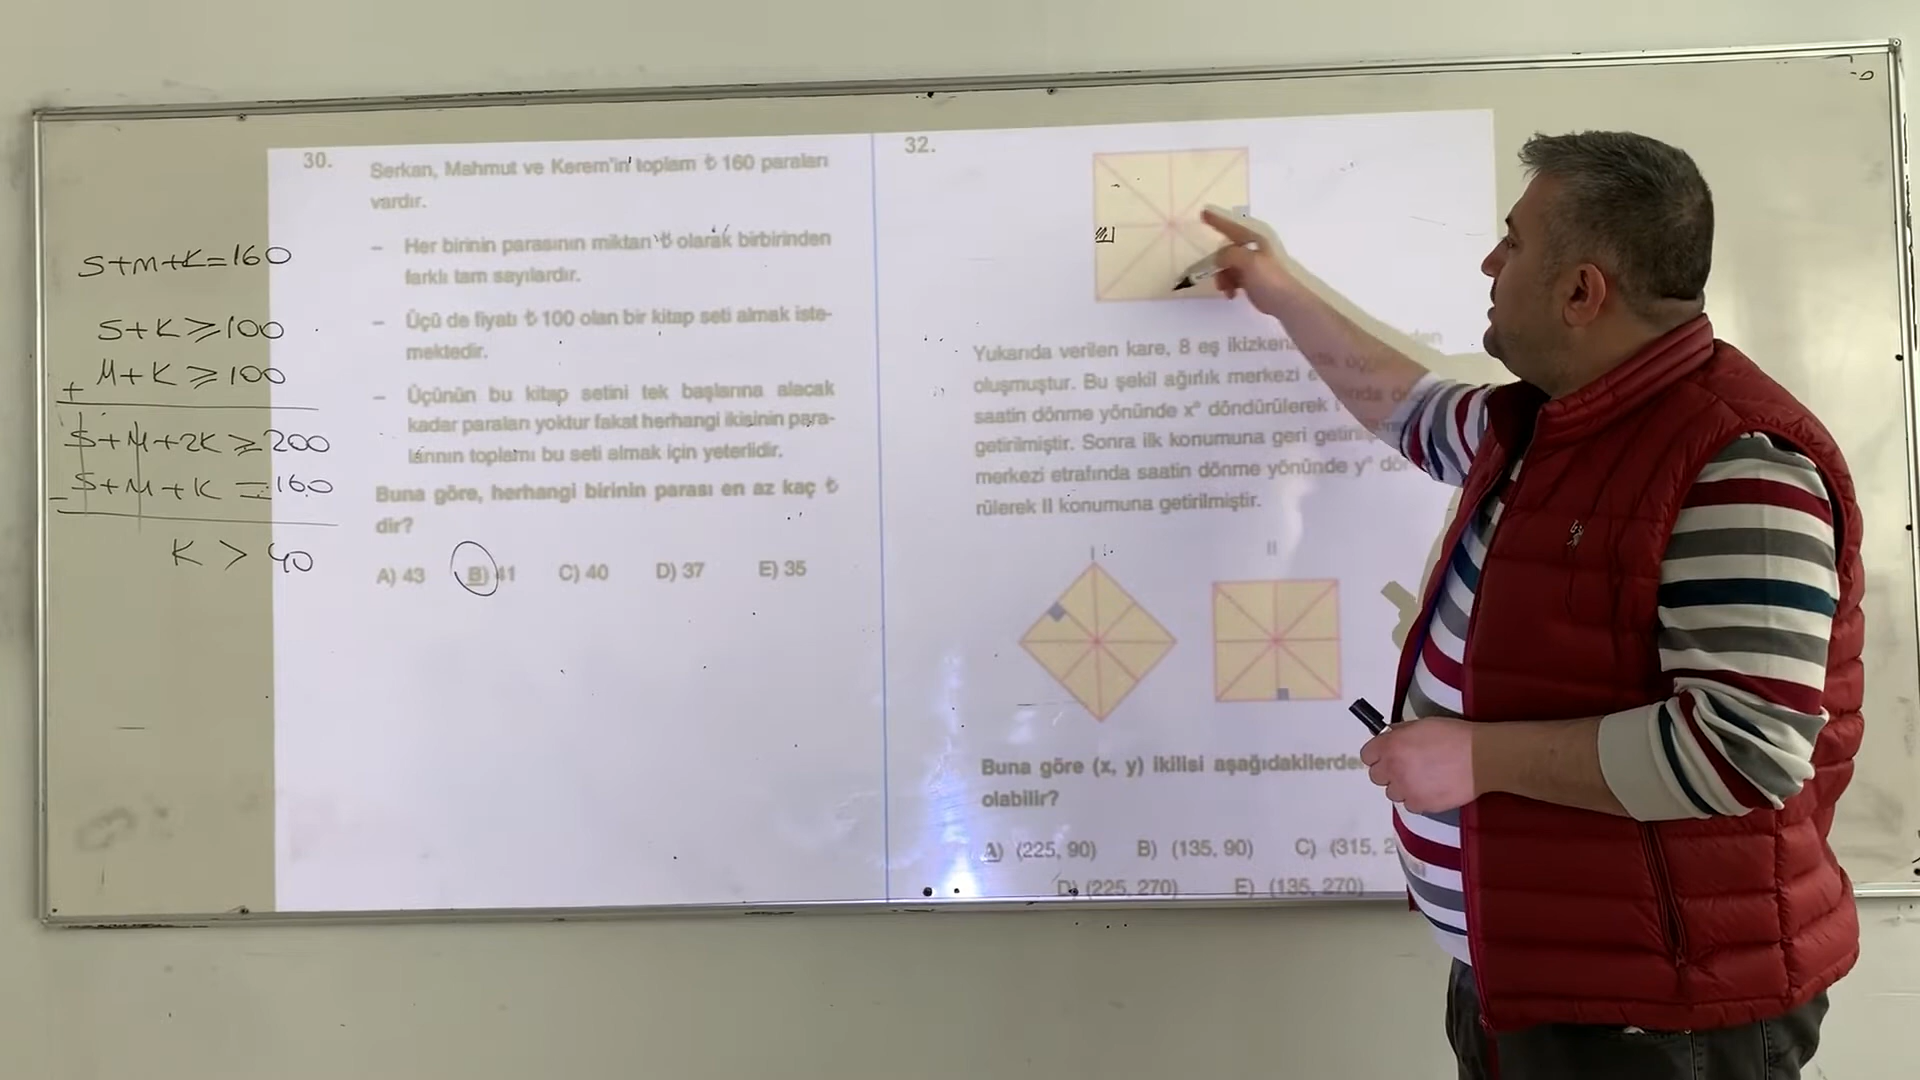 S+M+K=160
S+K≥100
M+K≥100
+
S+M+2K≥200
S+M+K=160
-
K>40
30.
Serkan, Mahmut ve Kerem'in toplam ₺ 160 paraları
vardır.
- Her birinin parasının miktarı ₺ olarak birbirinden
farklı tam sayılardır.
- Üçü de fiyatı ₺ 100 olan bir kitap seti almak iste-
mektedir.
- Üçünün bu kitap setini tek başlarına alacak
kadar paraları yoktur fakat herhangi ikisinin para-
larının toplamı bu seti almak için yeterlidir.
Buna göre, herhangi birinin parası en az kaç ₺
dir?
A) 43 B) 41 C) 40 D) 37 E) 35
32.
Yukarıda verilen kare, 8 eş ikizken
oluşmuştur. Bu şekil ağırlık merkezi
saatin dönme yönünde x° döndürülerek
getirilmiştir. Sonra ilk konumuna geri
merkezi etrafında saatin dönme yönünde y°
rülerek II konumuna getirilmiştir.
I
II
Buna göre (x, y) ikilisi
olabilir?
A) (225, 90) B) (135, 90) C) (315, 2
D) (225, 270) E) (135, 270)